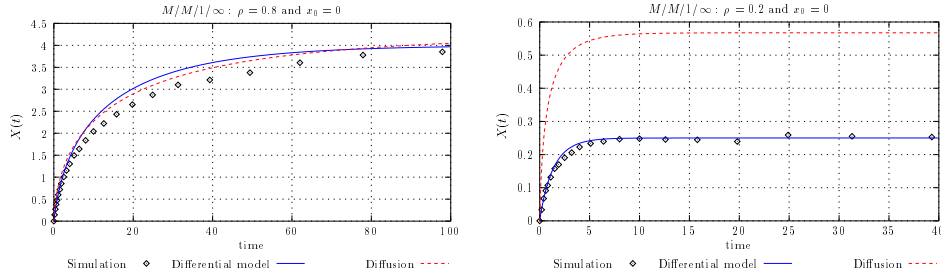 M/M/1/∞ : ρ = 0.8 and x₀ = 0
4.5
4
3.5
3
2.5
2
1.5
1
0.5
0
X(t)
0 20 40 60 80 100
time
Simulation Differential model Diffusion
M/M/1/∞ : ρ = 0.2 and x₀ = 0
0.6
0.5
0.4
0.3
0.2
0.1
0
X(t)
0 5 10 15 20 25 30 35 40
time
Simulation Differential model Diffusion